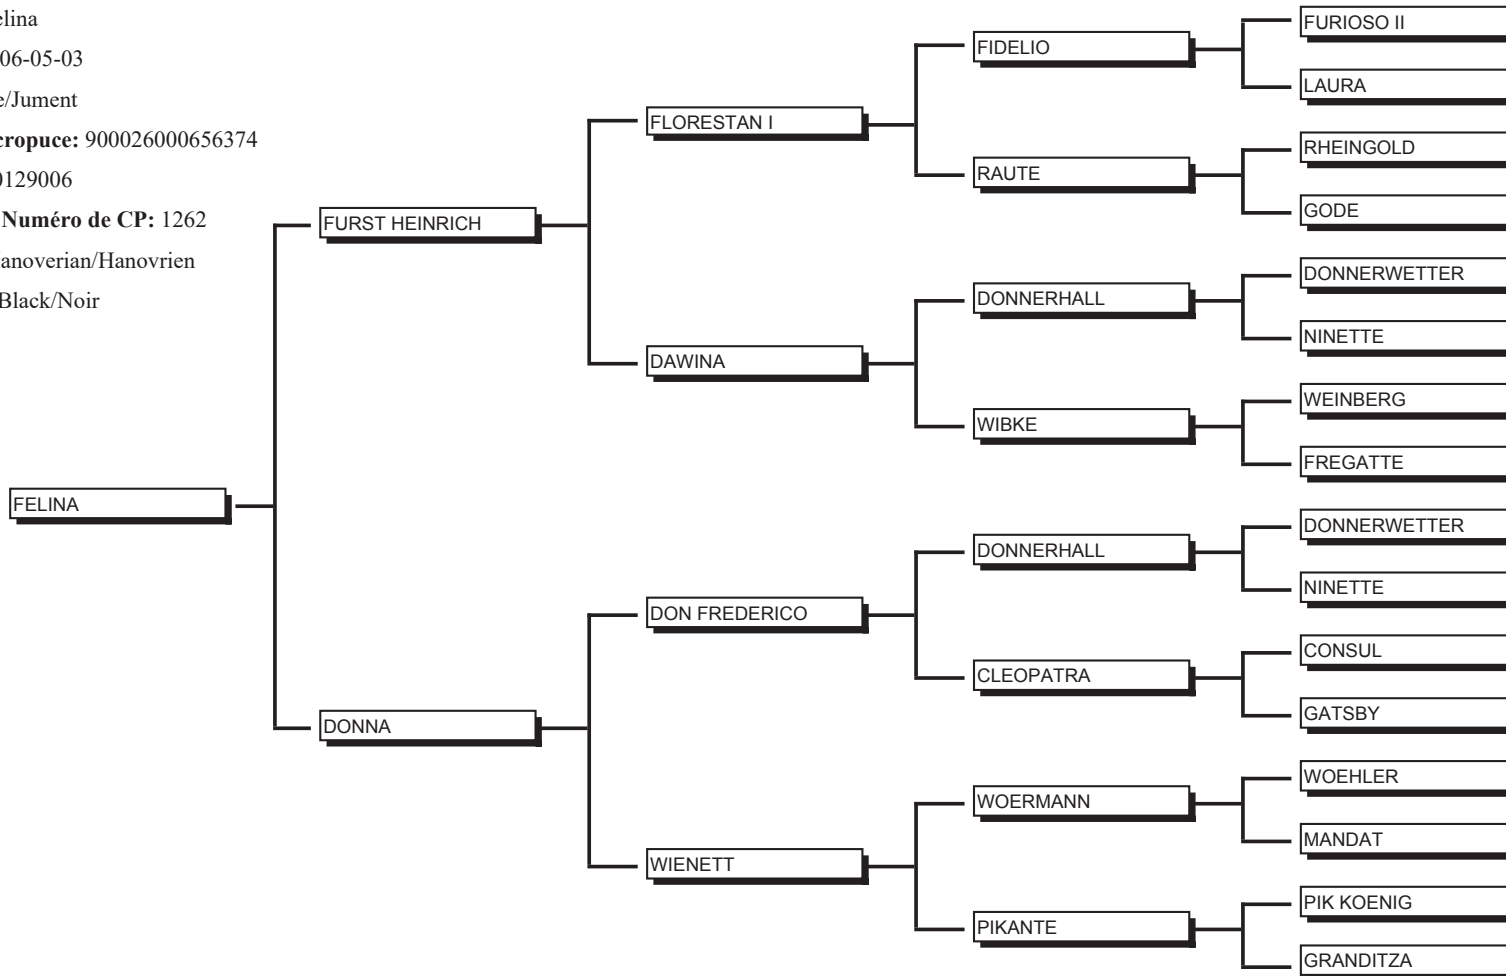 elina
06-05-03
e/Jument
cropuce: 900026000656374
0129006
Numéro de CP: 1262
anoverian/Hanovrien
Black/Noir
FELINA
FURST HEINRICH
DONNA
FLORESTAN I
DAWINA
DON FREDERICO
WIENETT
FIDELIO
RAUTE
DONNERHALL
WIBKE
DONNERHALL
CLEOPATRA
WOERMANN
PIKANTE
FURIOSO II
LAURA
RHEINGOLD
GODE
DONNERWETTER
NINETTE
WEINBERG
FREGATTE
DONNERWETTER
NINETTE
CONSUL
GATSBY
WOEHLER
MANDAT
PIK KOENIG
GRANDITZA